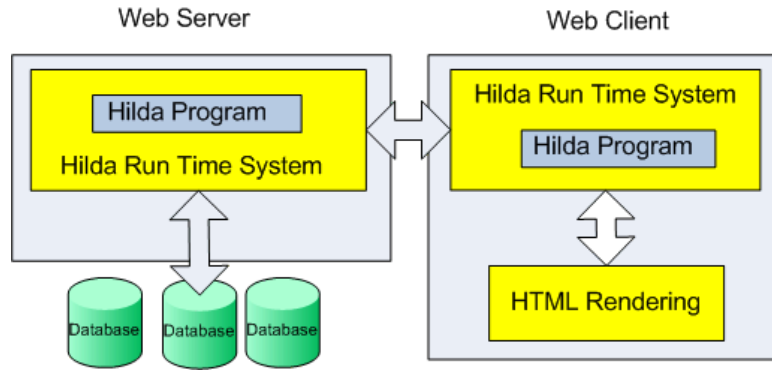 Web Server
Web Client
Hilda Program
Hilda Run Time System
Hilda Run Time System
Hilda Program
HTML Rendering
Database
Database
Database